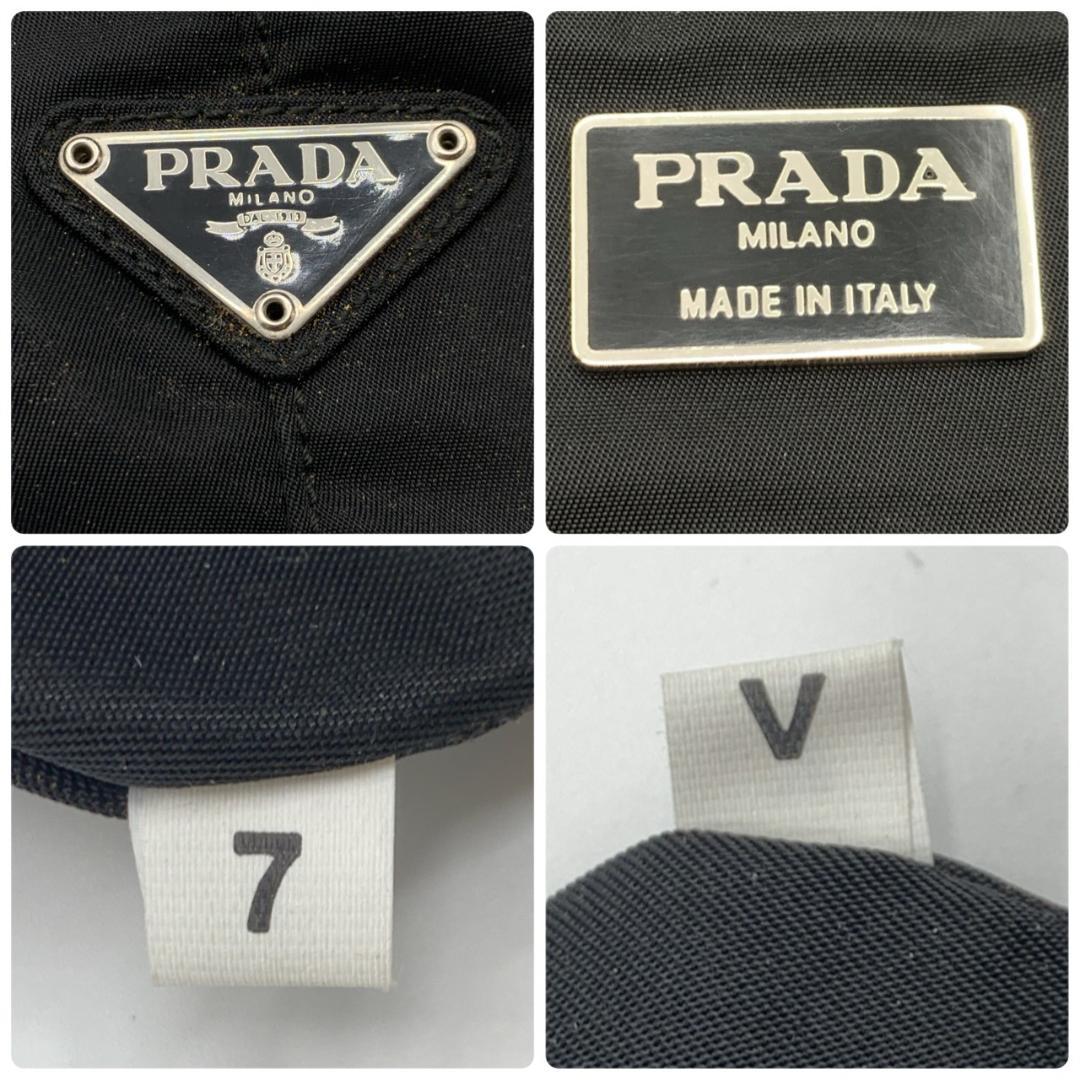 PRADA
MILANO
DAL 1913
PRADA
MILANO
MADE IN ITALY
7
V